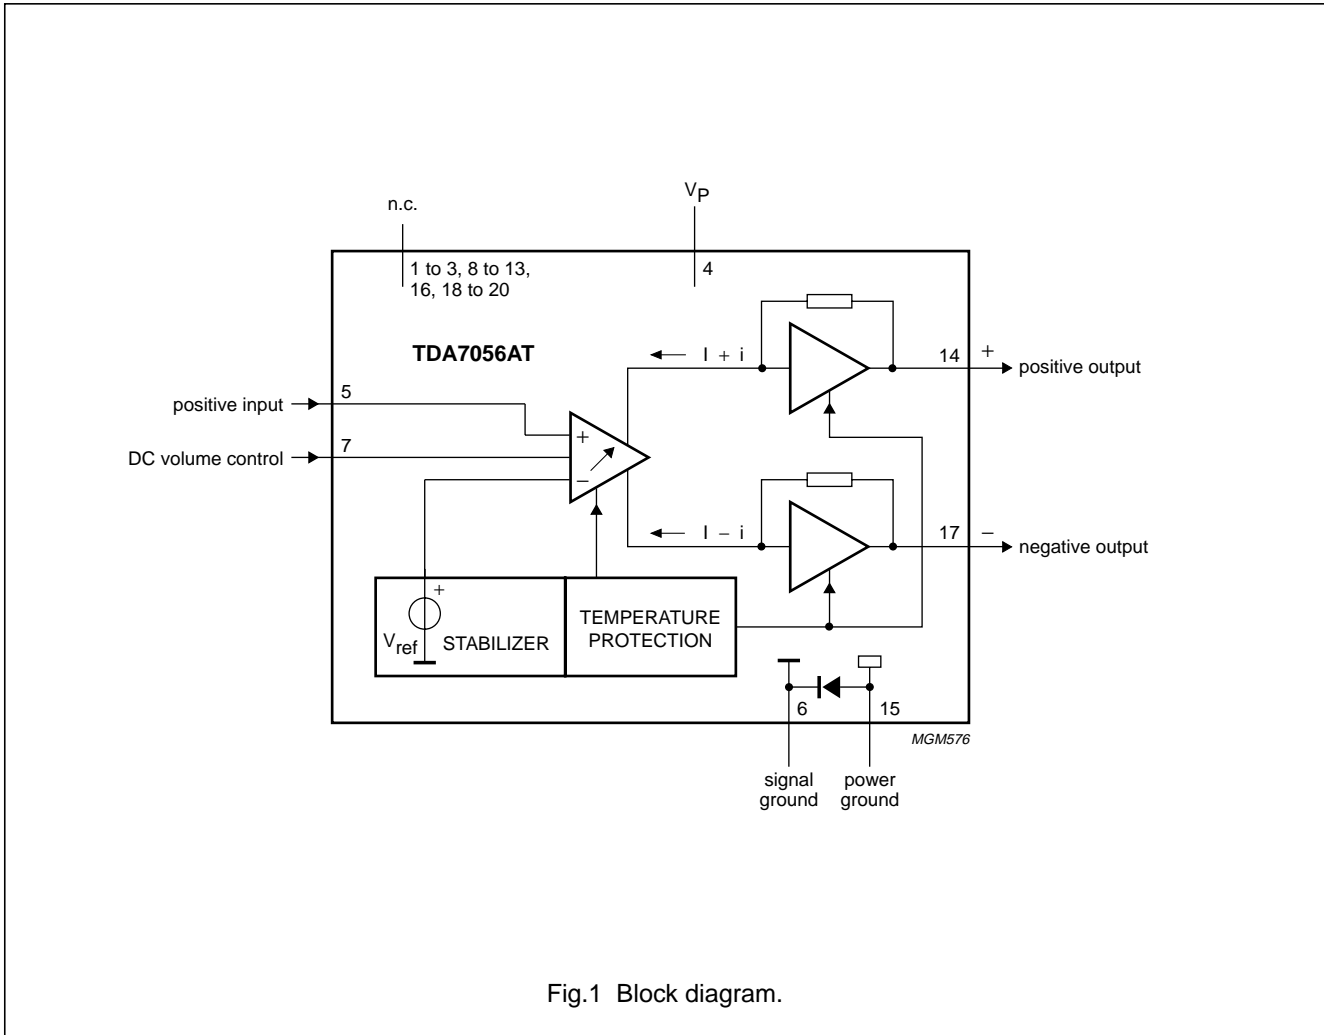 n.c.
VP
1 to 3, 8 to 13,
16, 18 to 20
4
TDA7056AT
I + i
14
+
positive output
positive input
5
+
DC volume control
7
−
I − i
17
−
negative output
+
Vref
STABILIZER
TEMPERATURE
PROTECTION
6
15
MGM576
signal
ground
power
ground
Fig.1 Block diagram.